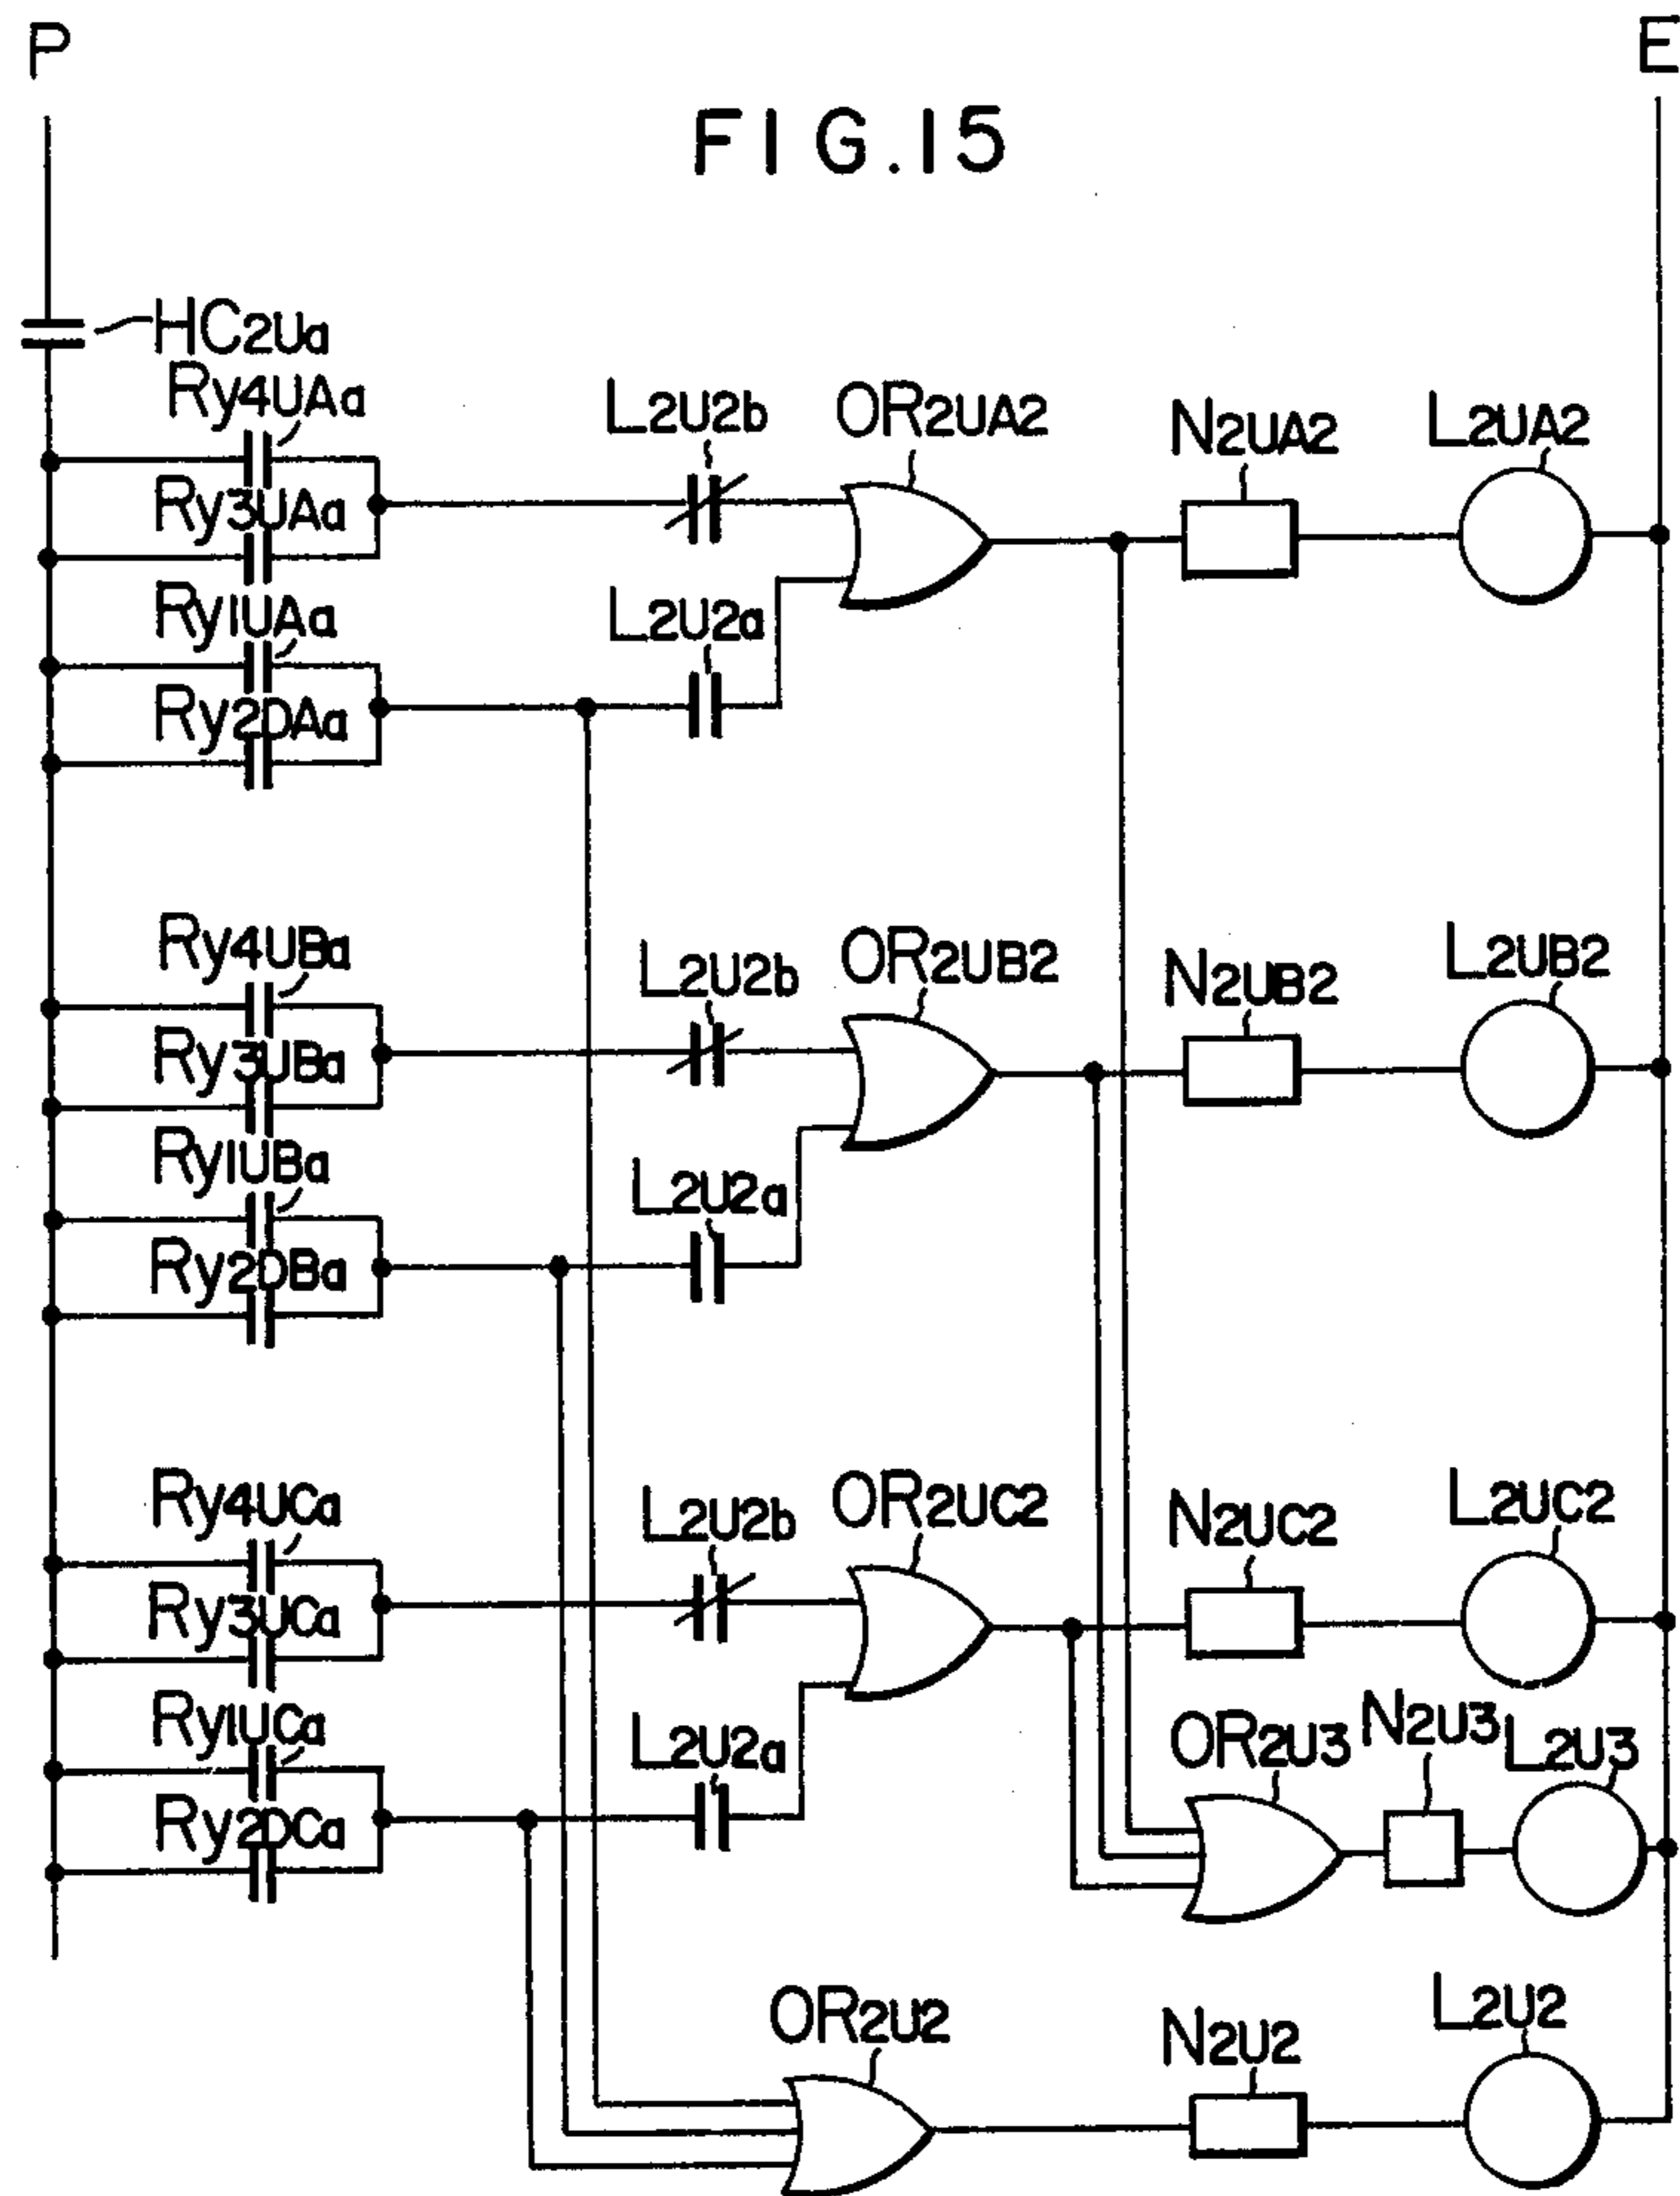 P
E
FIG.15
HC2Ua
Ry4UAa
L2U2b
OR2UA2
N2UA2
L2UA2
Ry3UAa
Ry1UAa
L2U2a
Ry2DAa
Ry4UBa
L2U2b
OR2UB2
N2UB2
L2UB2
Ry3UBa
Ry1UBa
L2U2a
Ry2DBa
Ry4UCa
L2U2b
OR2UC2
N2UC2
L2UC2
Ry3UCa
Ry1UCa
L2U2a
OR2U3
N2U3
L2U3
Ry2DCa
OR2U2
N2U2
L2U2